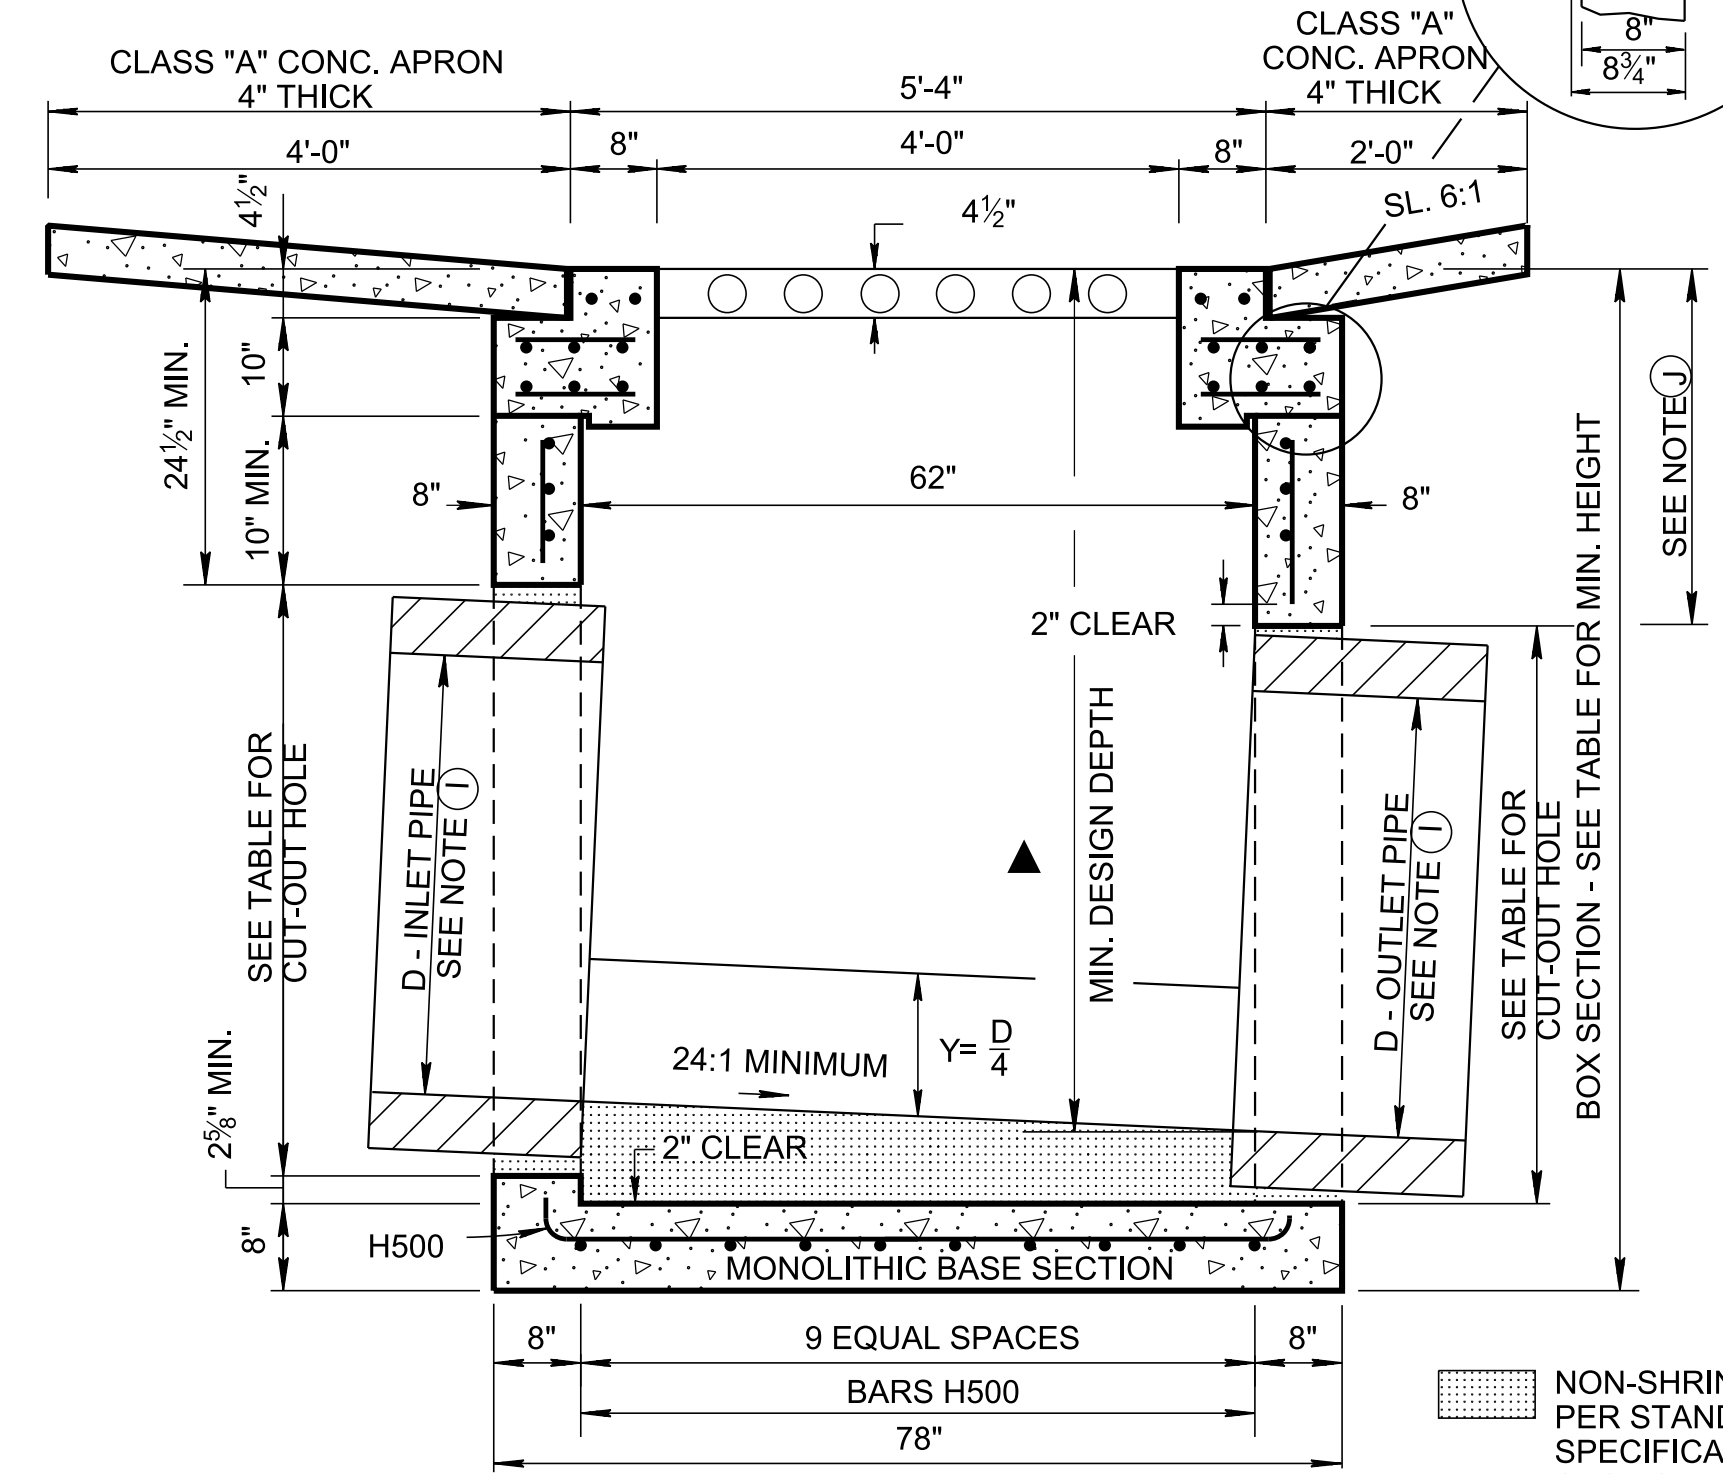 CLASS "A" CONC. APRON
4" THICK
5'-4"
CLASS "A"
CONC. APRON
4" THICK
8"
8¾"
4'-0"
8"
4'-0"
8"
2'-0"
4½"
4½"
SL. 6:1
24½" MIN.
10"
10" MIN.
8"
62"
8"
SEE NOTE J
2" CLEAR
SEE TABLE FOR
CUT-OUT HOLE
D - INLET PIPE
SEE NOTE I
MIN. DESIGN DEPTH
D - OUTLET PIPE
SEE NOTE I
SEE TABLE FOR
CUT-OUT HOLE
BOX SECTION - SEE TABLE FOR MIN. HEIGHT
24:1 MINIMUM
Y= D/4
2⅝" MIN.
2" CLEAR
8"
H500
MONOLITHIC BASE SECTION
8"
9 EQUAL SPACES
8"
BARS H500
78"
NON-SHRIN
PER STAND
SPECIFICA